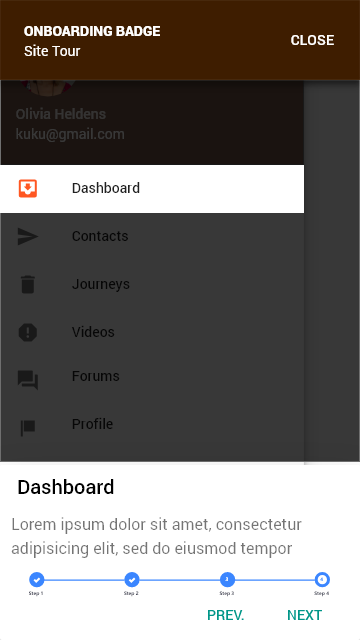 ONBOARDING BADGE
Site Tour
CLOSE
Olivia Heldens
kuku@gmail.com
Dashboard
Contacts
Journeys
Videos
Forums
Profile
Dashboard
Lorem ipsum dolor sit amet, consectetur
adipisicing elit, sed do eiusmod tempor
Step 1 Step 2 Step 3 Step 4
PREV. NEXT